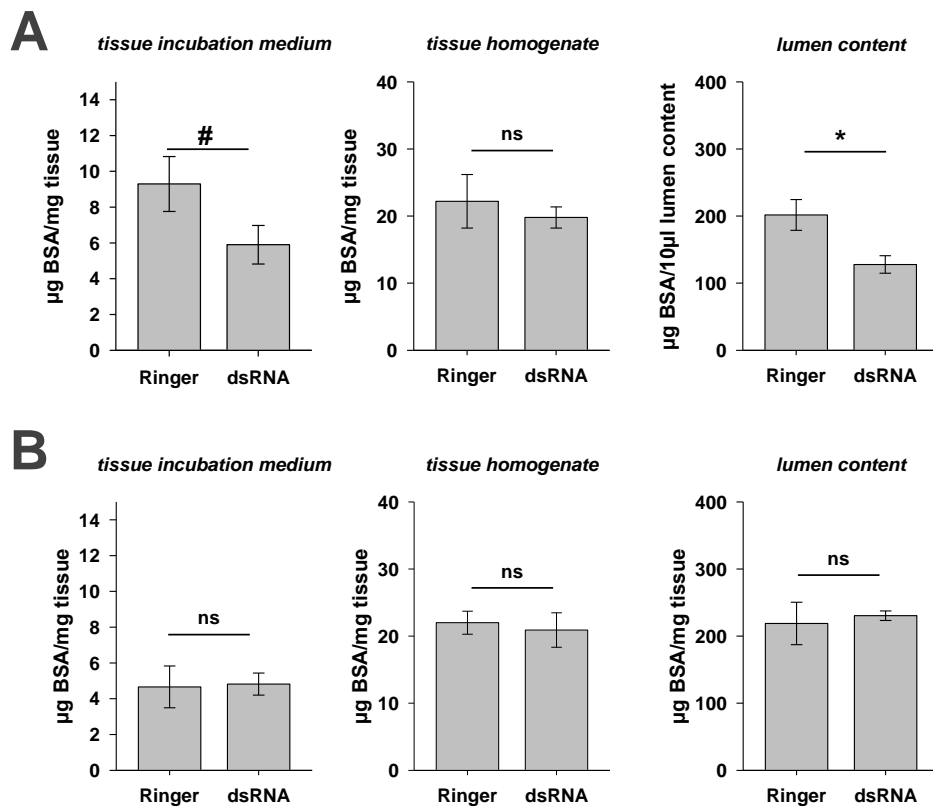 A
tissue incubation medium
tissue homogenate
lumen content
µg BSA/mg tissue
14
12
10
8
6
4
2
0
#
Ringer
dsRNA
µg BSA/mg tissue
40
30
20
10
0
ns
Ringer
dsRNA
µg BSA/10µl lumen content
400
300
200
100
0
*
Ringer
dsRNA
B
tissue incubation medium
tissue homogenate
lumen content
µg BSA/mg tissue
14
12
10
8
6
4
2
0
ns
Ringer
dsRNA
µg BSA/mg tissue
40
30
20
10
0
ns
Ringer
dsRNA
µg BSA/mg tissue
400
300
200
100
0
ns
Ringer
dsRNA